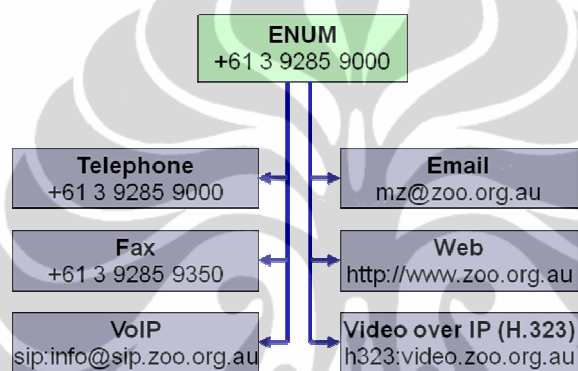 ENUM
+61 3 9285 9000
Telephone
+61 3 9285 9000
Email
mz@zoo.org.au
Fax
+61 3 9285 9350
Web
http://www.zoo.org.au
VoIP
sip:info@sip.zoo.org.au
Video over IP (H.323)
h323:video.zoo.org.au